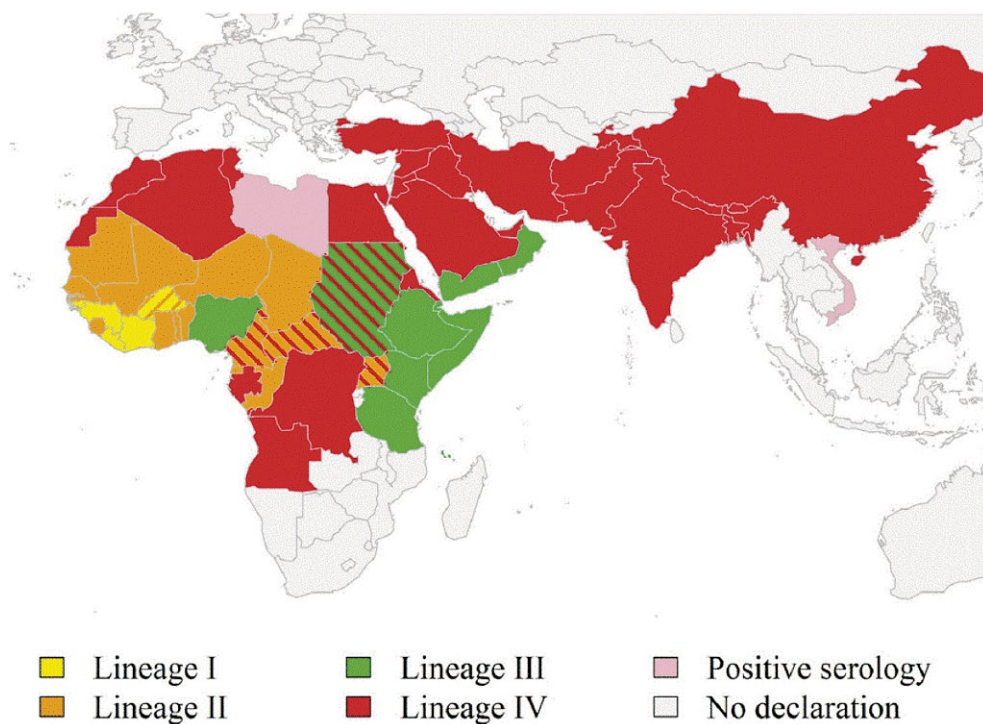 Lineage I
Lineage III
Positive serology
Lineage II
Lineage IV
No declaration